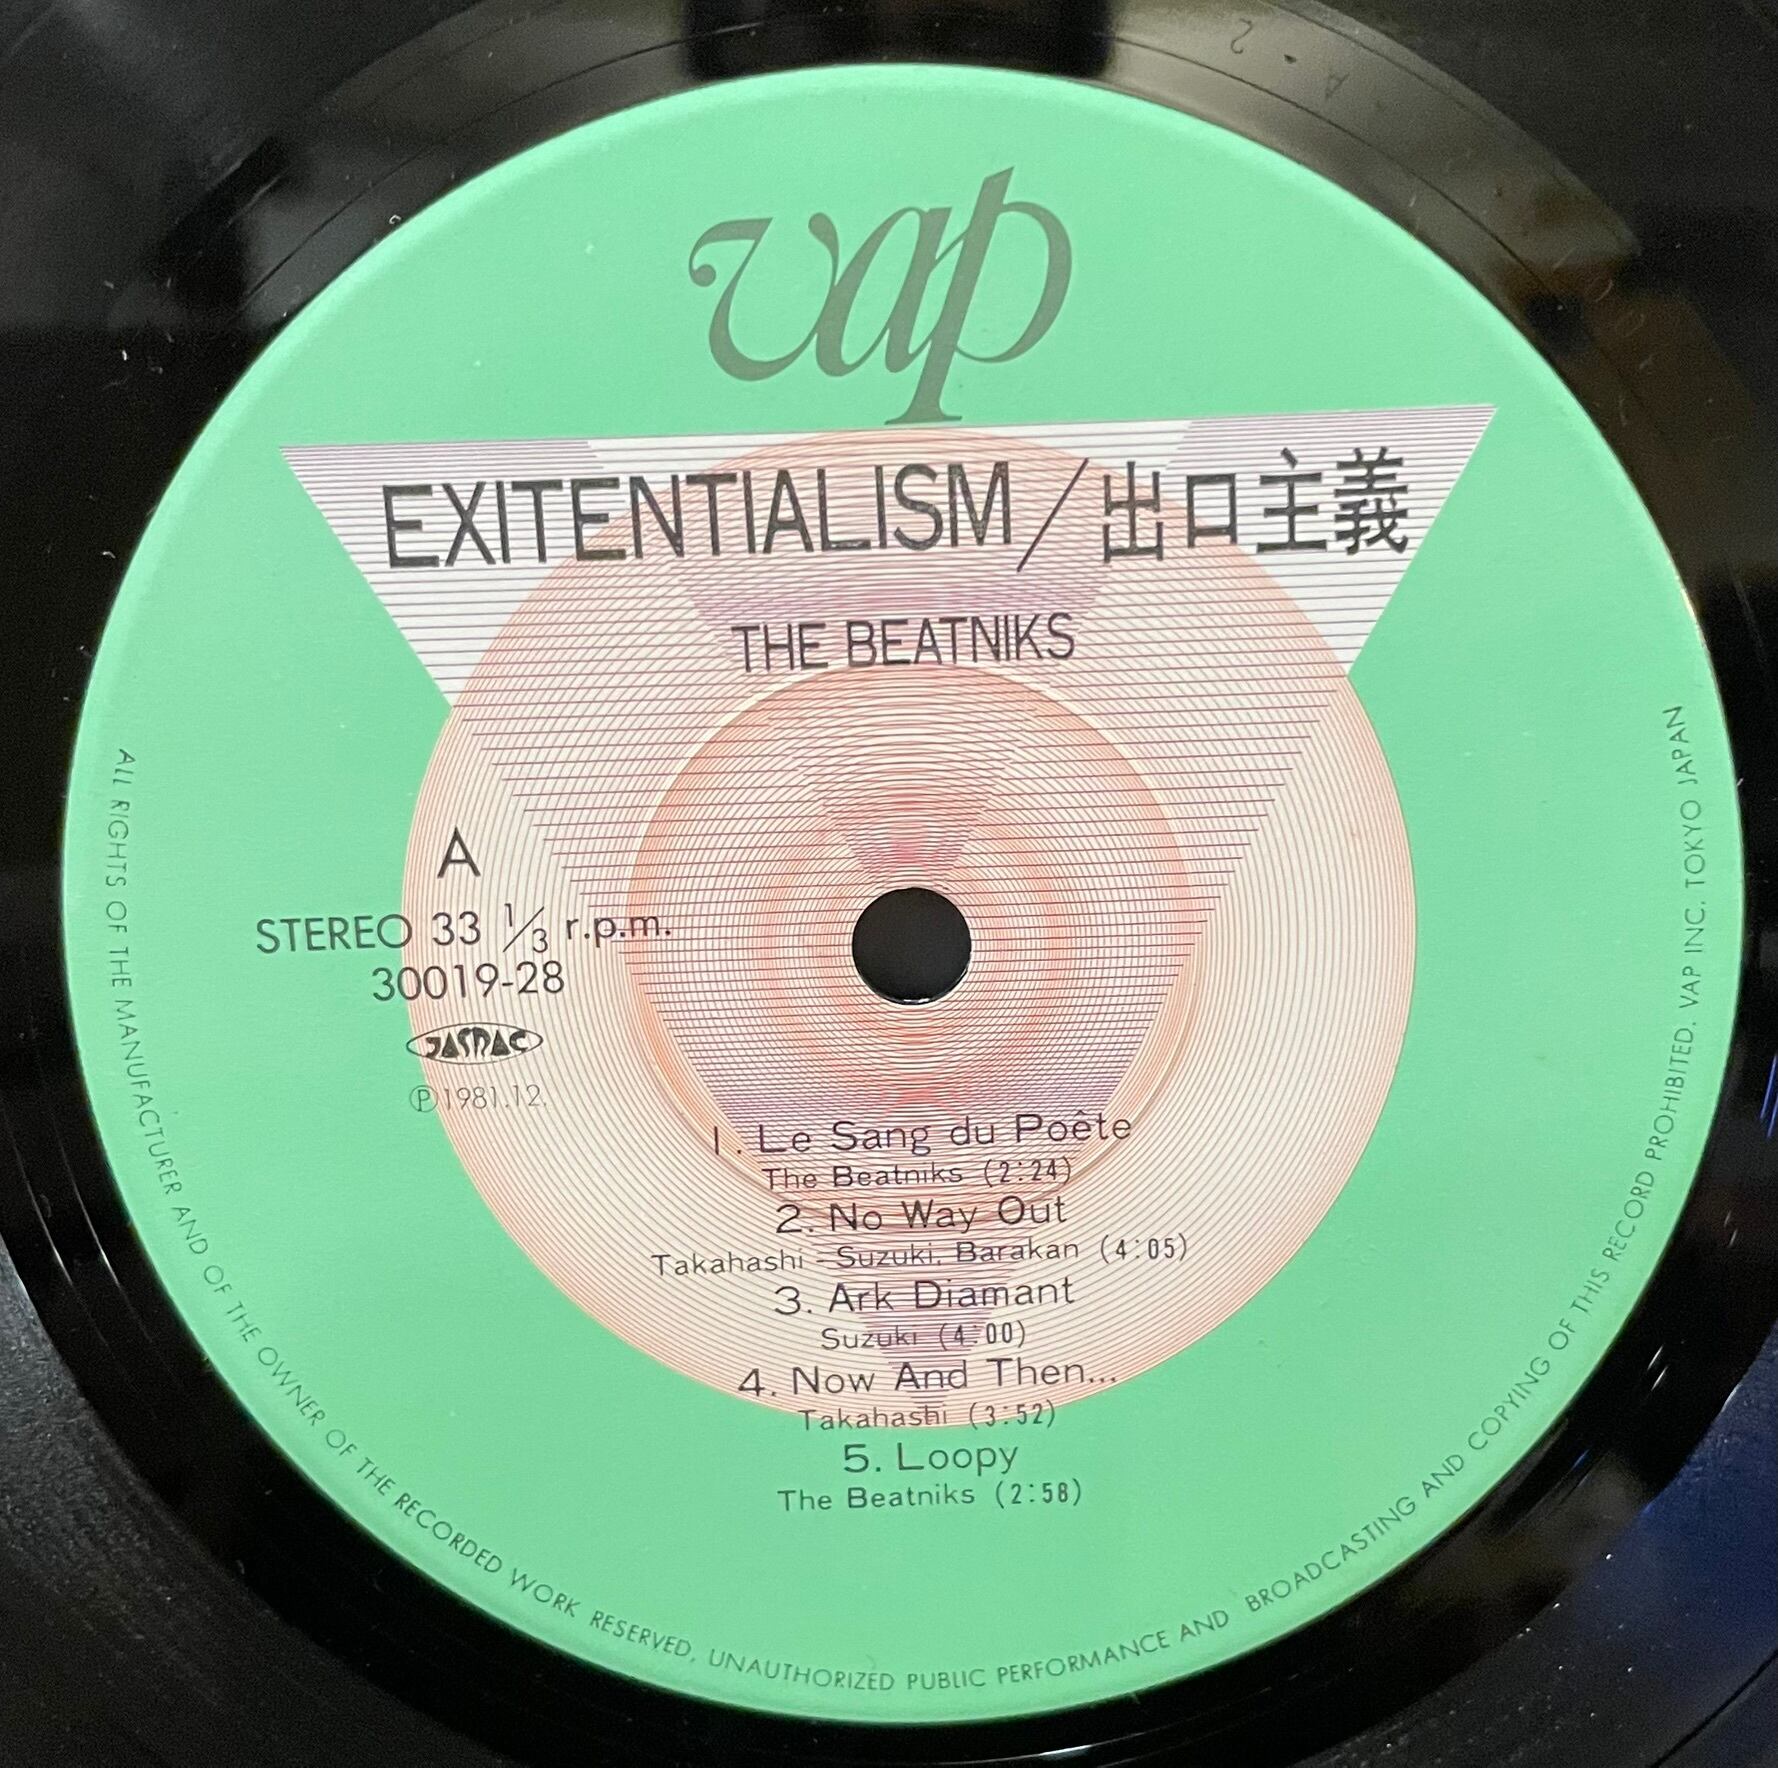 A-2
vap
EXITENTIALISM/出口主義
THE BEATNIKS
A
STEREO 33 1/3 r.p.m.
30019-28
JASRAC
Ⓟ1981.12.
1. Le Sang du Poête
The Beatniks (2:24)
2. No Way Out
Takahashi - Suzuki. Barakan (4:05)
3. Ark Diamant
Suzuki (4:00)
4. Now And Then...
Takahashi (3:52)
5. Loopy
The Beatniks (2:58)
ALL RIGHTS OF THE MANUFACTURER AND OF THE OWNER OF THE RECORDED WORK RESERVED, UNAUTHORIZED PUBLIC PERFORMANCE AND BROADCASTING AND COPYING OF THIS RECORD PROHIBITED. VAP INC. TOKYO JAPAN